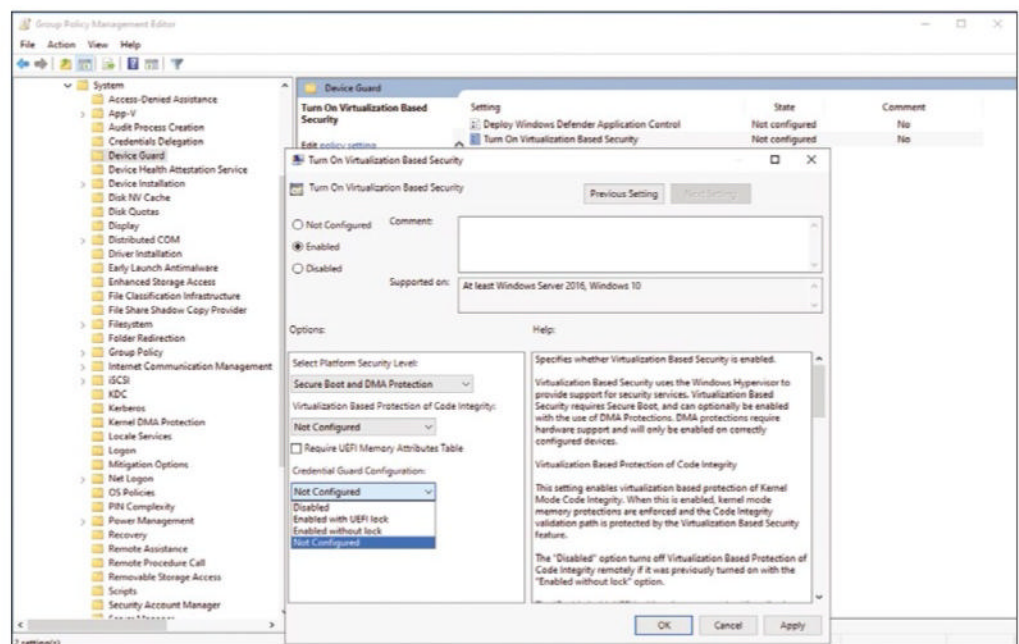 Group Policy Management Editor
File Action View Help
System
Access-Denied Assistance
App-V
Audit Process Creation
Credentials Delegation
Device Guard
Device Health Attestation Service
Device Installation
Disk NV Cache
Disk Quotas
Display
Distributed COM
Driver Installation
Early Launch Antimalware
Enhanced Storage Access
File Classification Infrastructure
File Share Shadow Copy Provider
Filesystem
Folder Redirection
Group Policy
Internet Communication Management
iSCSI
KDC
Kerberos
Kernel DMA Protection
Locale Services
Logon
Mitigation Options
Net Logon
OS Policies
PIN Complexity
Power Management
Recovery
Remote Assistance
Remote Procedure Call
Removable Storage Access
Scripts
Security Account Manager
Server Manager
2 setting(s)
Device Guard
Turn On Virtualization Based
Security
Edit policy setting
Setting State Comment
Deploy Windows Defender Application Control Not configured No
Turn On Virtualization Based Security Not configured No
Turn On Virtualization Based Security
Turn On Virtualization Based Security
Previous Setting Next Setting
Not Configured
Enabled
Disabled
Comment:
Supported on: At least Windows Server 2016, Windows 10
Options:
Select Platform Security Level:
Secure Boot and DMA Protection
Virtualization Based Protection of Code Integrity:
Not Configured
Require UEFI Memory Attributes Table
Credential Guard Configuration:
Not Configured
Disabled
Enabled with UEFI lock
Enabled without lock
Not Configured
Help:
Specifies whether Virtualization Based Security is enabled.
Virtualization Based Security uses the Windows Hypervisor to
provide support for security services. Virtualization Based
Security requires Secure Boot, and can optionally be enabled
with the use of DMA Protections. DMA protections require
hardware support and will only be enabled on correctly
configured devices.
Virtualization Based Protection of Code Integrity
This setting enables virtualization based protection of Kernel
Mode Code Integrity. When this is enabled, kernel mode
memory protections are enforced and the Code Integrity
validation path is protected by the Virtualization Based Security
feature.
The "Disabled" option turns off Virtualization Based Protection of
Code Integrity remotely if it was previously turned on with the
"Enabled without lock" option.
OK Cancel Apply